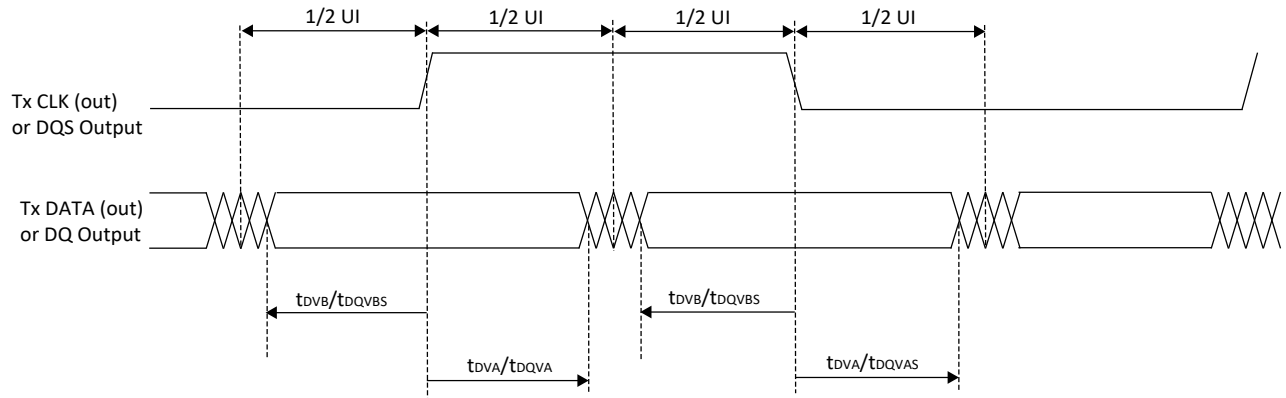 1/2 UI
1/2 UI
1/2 UI
1/2 UI
Tx CLK (out)
or DQS Output
Tx DATA (out)
or DQ Output
tDVB/tDQVBS
tDVB/tDQVBS
tDVA/tDQVA
tDVA/tDQVAS